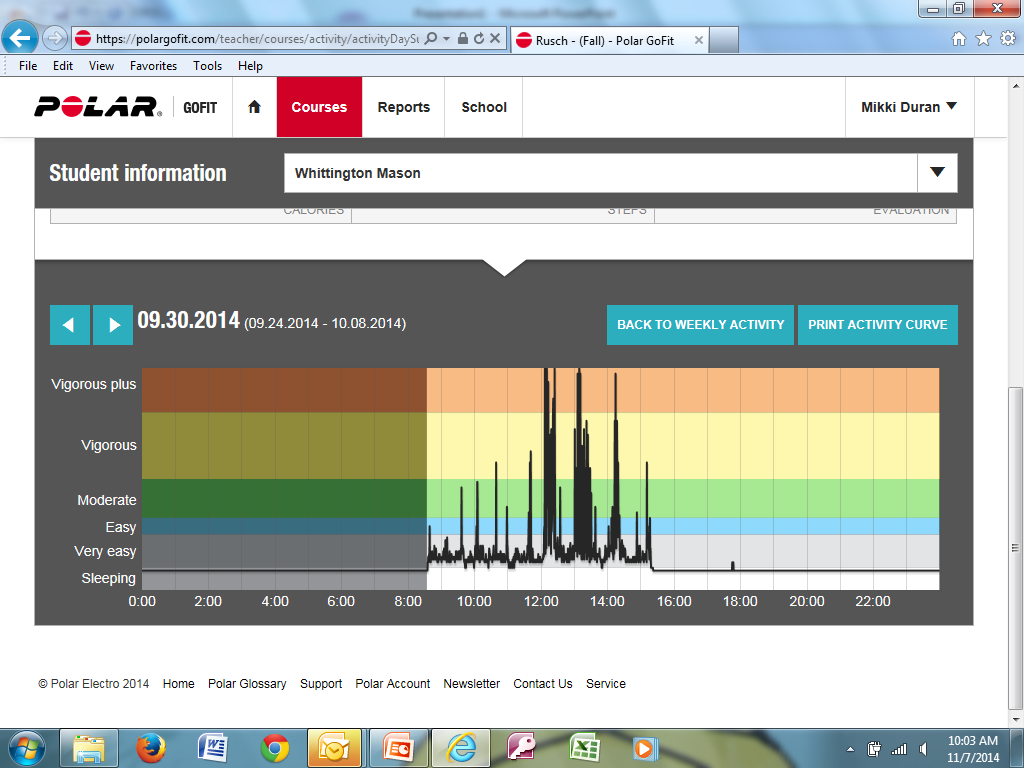 Presentation1 - Microsoft PowerPoint
https://polargofit.com/teacher/courses/activity/activityDaySu
Rusch - (Fall) - Polar GoFit
File Edit View Favorites Tools Help
POLAR® GOFIT Courses Reports School Mikki Duran
Student information Whittington Mason
CALORIES STEPS EVALUATION
09.30.2014 (09.24.2014 - 10.08.2014) BACK TO WEEKLY ACTIVITY PRINT ACTIVITY CURVE
Vigorous plus
Vigorous
Moderate
Easy
Very easy
Sleeping
0:00 2:00 4:00 6:00 8:00 10:00 12:00 14:00 16:00 18:00 20:00 22:00
© Polar Electro 2014 Home Polar Glossary Support Polar Account Newsletter Contact Us Service
10:03 AM
11/7/2014